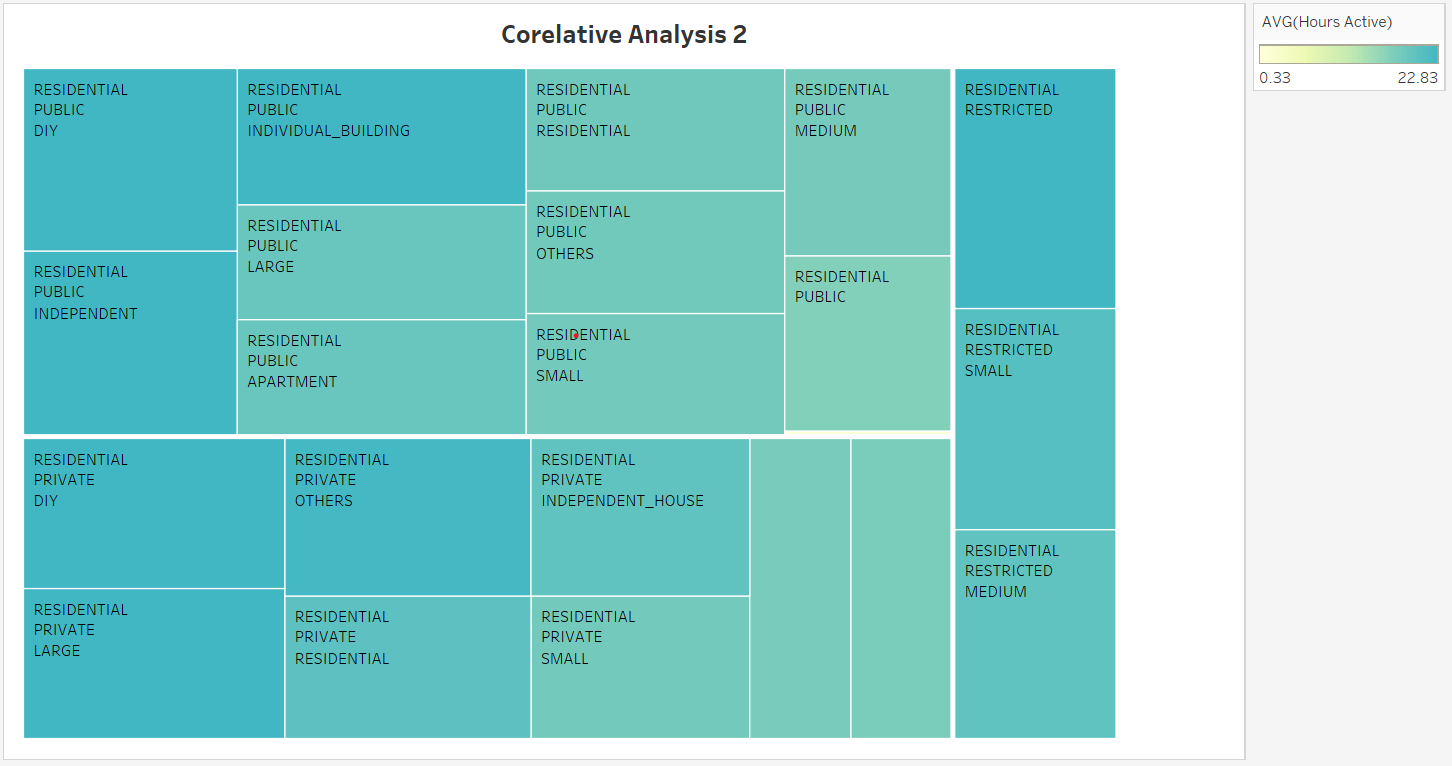 Corelative Analysis 2
RESIDENTIAL
PUBLIC
DIY
RESIDENTIAL
PUBLIC
INDEPENDENT
RESIDENTIAL
PUBLIC
INDIVIDUAL_BUILDING
RESIDENTIAL
PUBLIC
LARGE
RESIDENTIAL
PUBLIC
APARTMENT
RESIDENTIAL
PUBLIC
RESIDENTIAL
RESIDENTIAL
PUBLIC
OTHERS
RESIDENTIAL
PUBLIC
SMALL
RESIDENTIAL
PUBLIC
MEDIUM
RESIDENTIAL
PUBLIC
RESIDENTIAL
PRIVATE
DIY
RESIDENTIAL
PRIVATE
LARGE
RESIDENTIAL
PRIVATE
OTHERS
RESIDENTIAL
PRIVATE
RESIDENTIAL
RESIDENTIAL
PRIVATE
INDEPENDENT_HOUSE
RESIDENTIAL
PRIVATE
SMALL
RESIDENTIAL
RESTRICTED
RESIDENTIAL
RESTRICTED
SMALL
RESIDENTIAL
RESTRICTED
MEDIUM
AVG(Hours Active)
0.33 22.83